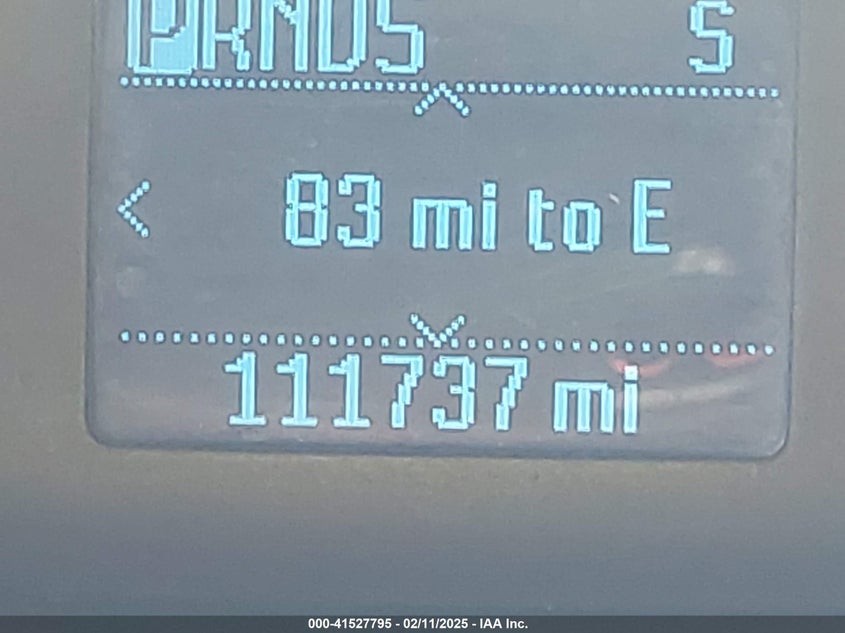 PRNDS S
83 mi to E
111737 mi
000-41527795 - 02/11/2025 - IAA Inc.